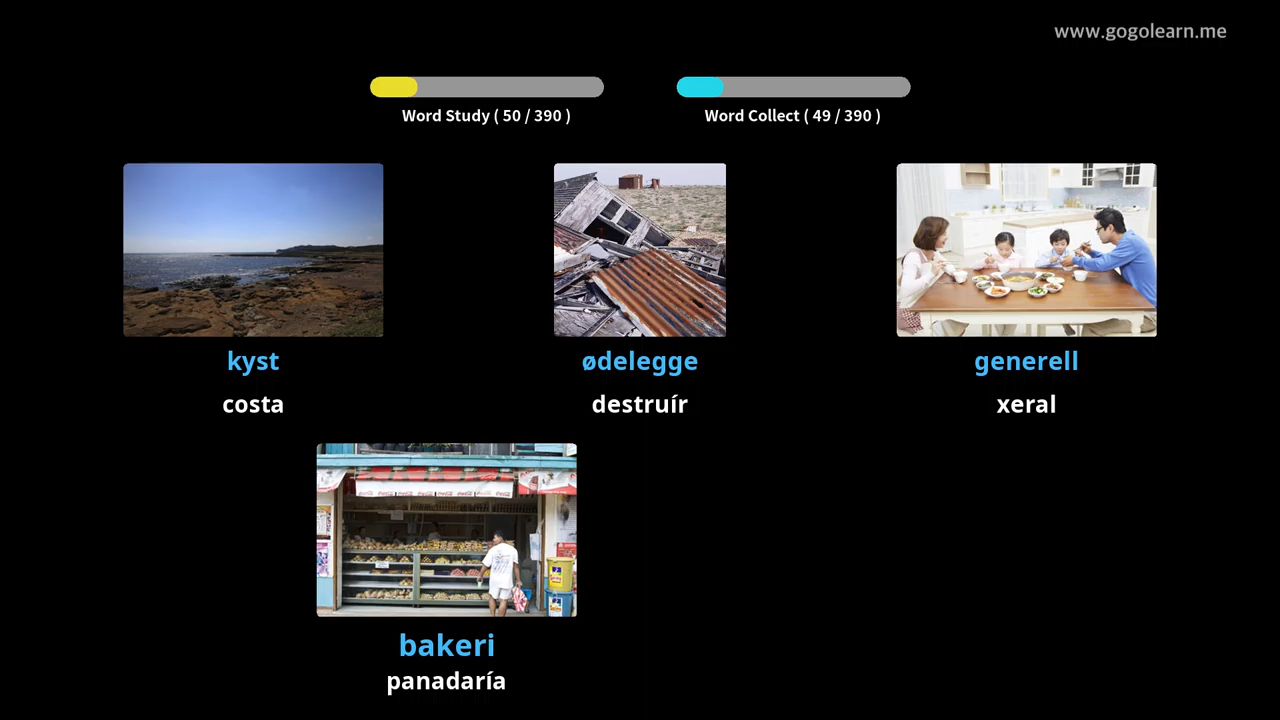 www.gogolearn.me
Word Study ( 50 / 390 )
Word Collect ( 49 / 390 )
kyst
ødelegge
generell
costa
destruír
xeral
bakeri
panadaría